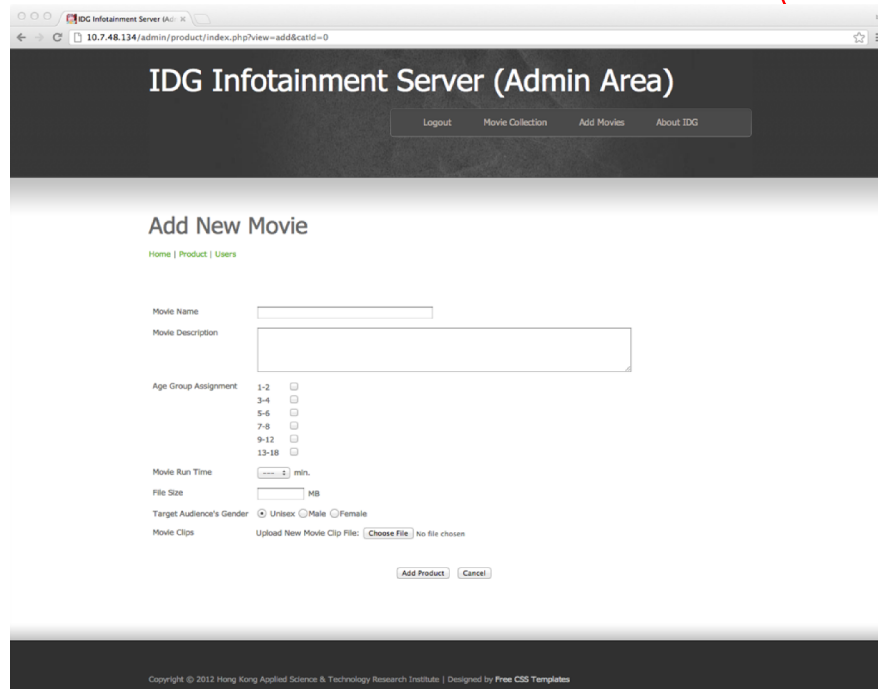 IDG Infotainment Server (Ad
10.7.48.134/admin/product/index.php?view=add&catId=0
IDG Infotainment Server (Admin Area)
Logout Movie Collection Add Movies About IDG
Add New Movie
Home | Product | Users
Movie Name
Movie Description
Age Group Assignment 1-2
3-4
5-6
7-8
9-12
13-18
Movie Run Time --- min.
File Size MB
Target Audience's Gender Unisex Male Female
Movie Clips Upload New Movie Clip File: Choose File No file chosen
Add Product Cancel
Copyright © 2012 Hong Kong Applied Science & Technology Research Institute | Designed by Free CSS Templates